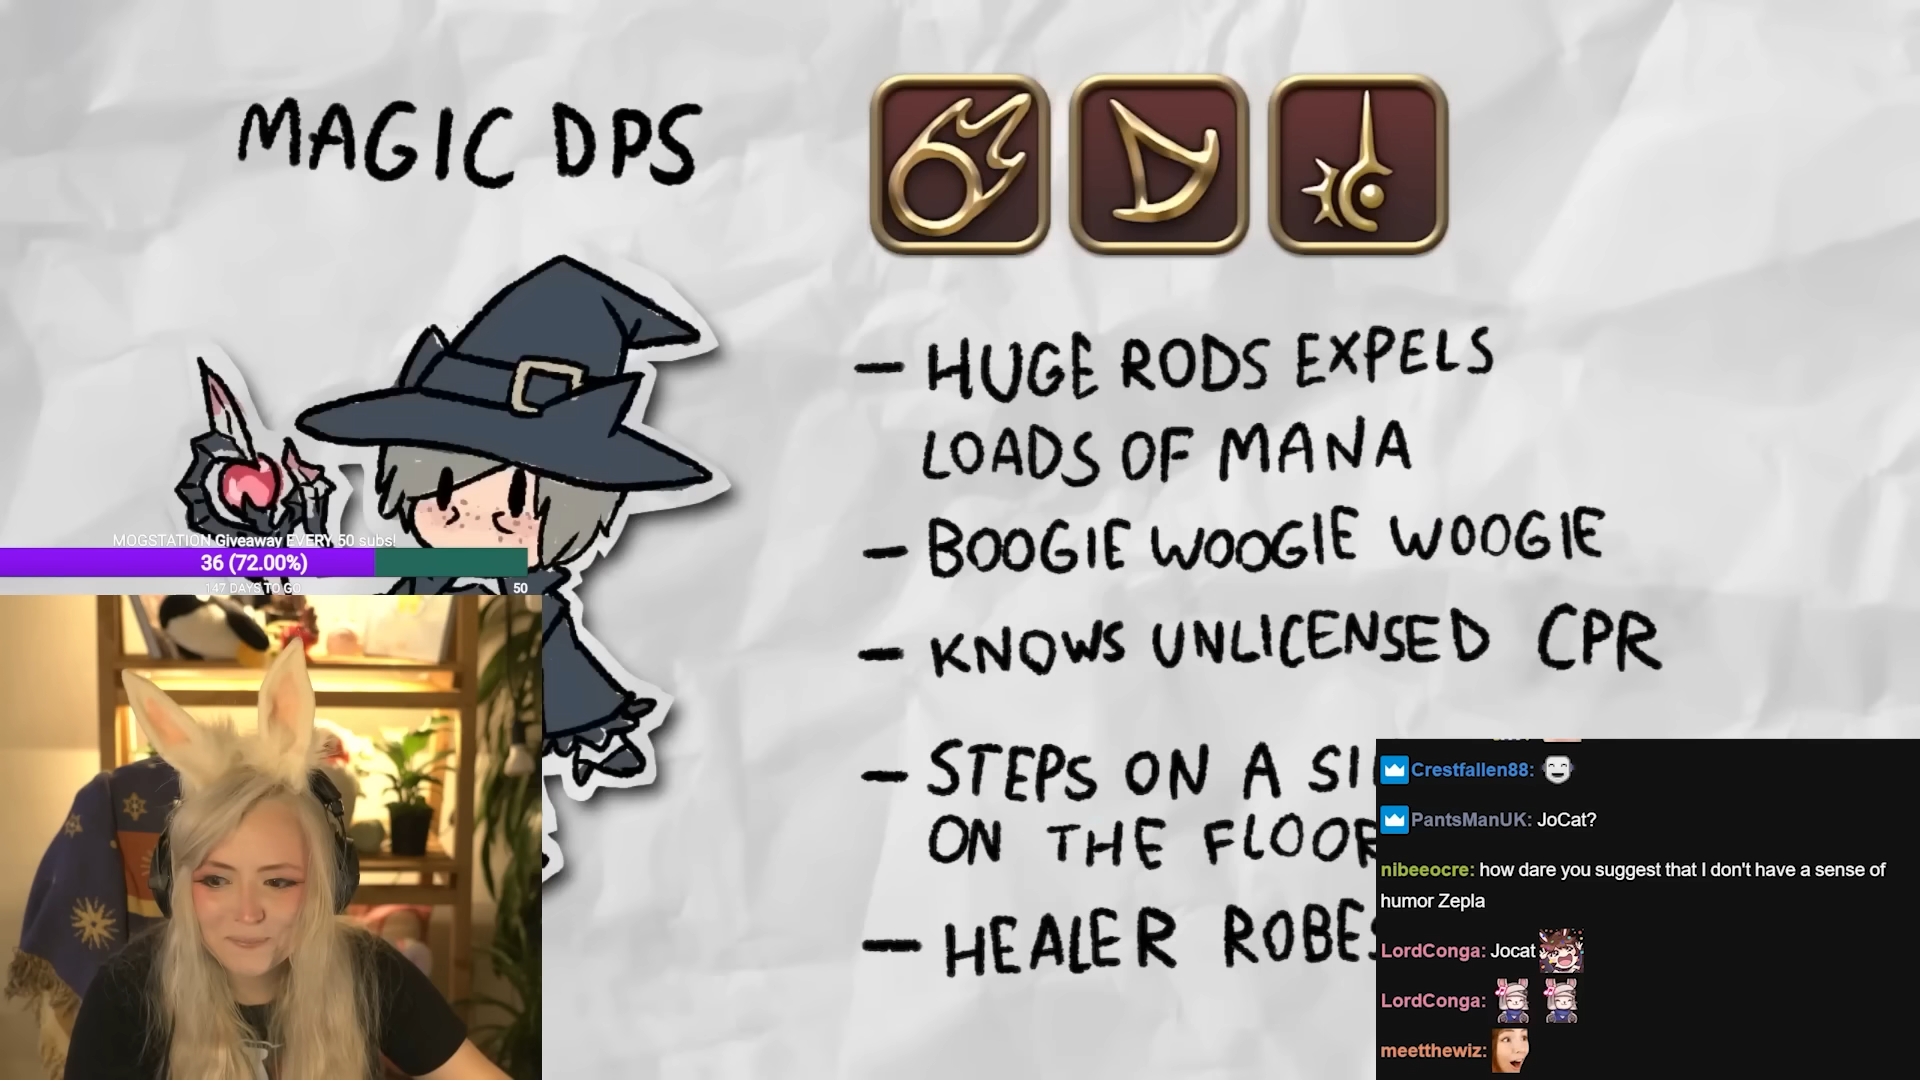 MAGIC DPS
– HUGE RODS EXPELS
LOADS OF MANA
– BOOGIE WOOGIE WOOGIE
– KNOWS UNLICENSED CPR
– STEPS ON A
ON THE FLOOR
– HEALER ROBES
MOGSTATION Giveaway EVERY 50 subs!
36 (72.00%)
147 DAYS TO GO
50
Crestfallen88:
PantsManUK: JoCat?
nibeeocre: how dare you suggest that I don't have a sense of
humor Zepla
LordConga: Jocat
LordConga:
meetthewiz: